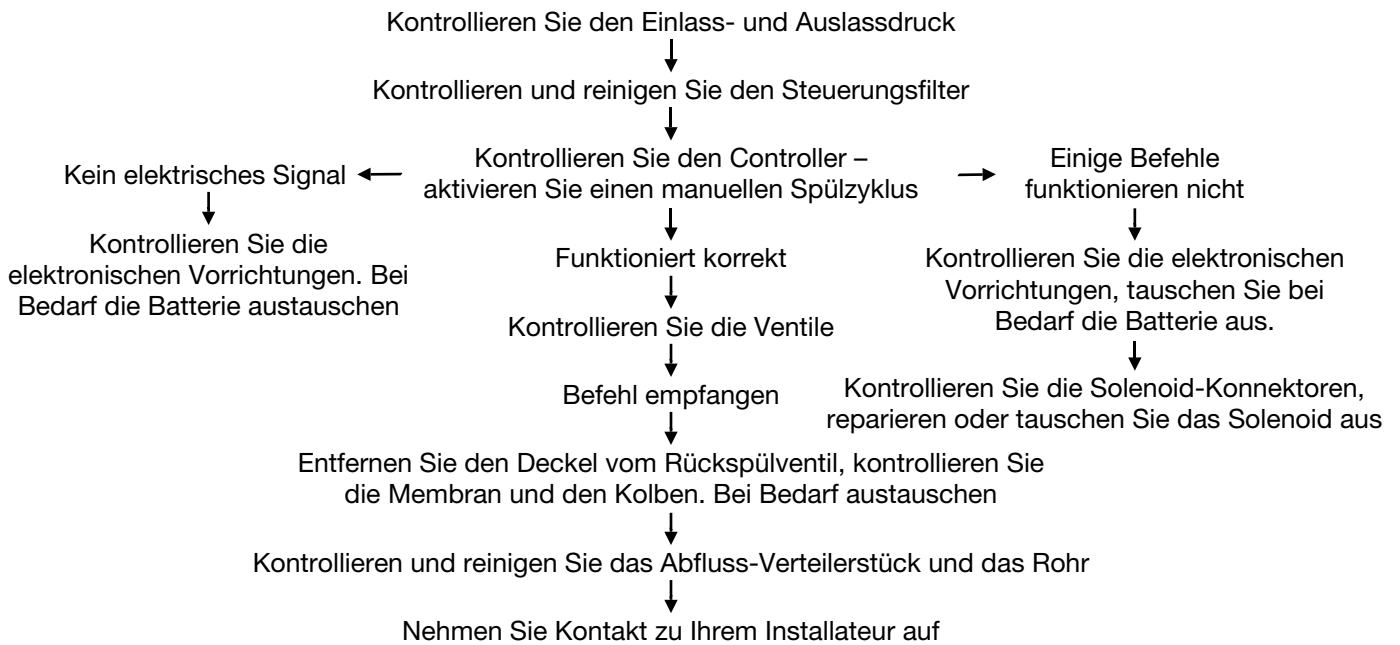 Kontrollieren Sie den Einlass- und Auslassdruck
Kontrollieren und reinigen Sie den Steuerungsfilter
Kontrollieren Sie den Controller –
aktivieren Sie einen manuellen Spülzyklus
Kein elektrisches Signal
Kontrollieren Sie die
elektronischen Vorrichtungen. Bei
Bedarf die Batterie austauschen
Einige Befehle
funktionieren nicht
Kontrollieren Sie die elektronischen
Vorrichtungen, tauschen Sie bei
Bedarf die Batterie aus.
Kontrollieren Sie die Solenoid-Konnektoren,
reparieren oder tauschen Sie das Solenoid aus
Funktioniert korrekt
Kontrollieren Sie die Ventile
Befehl empfangen
Entfernen Sie den Deckel vom Rückspülventil, kontrollieren Sie
die Membran und den Kolben. Bei Bedarf austauschen
Kontrollieren und reinigen Sie das Abfluss-Verteilerstück und das Rohr
Nehmen Sie Kontakt zu Ihrem Installateur auf